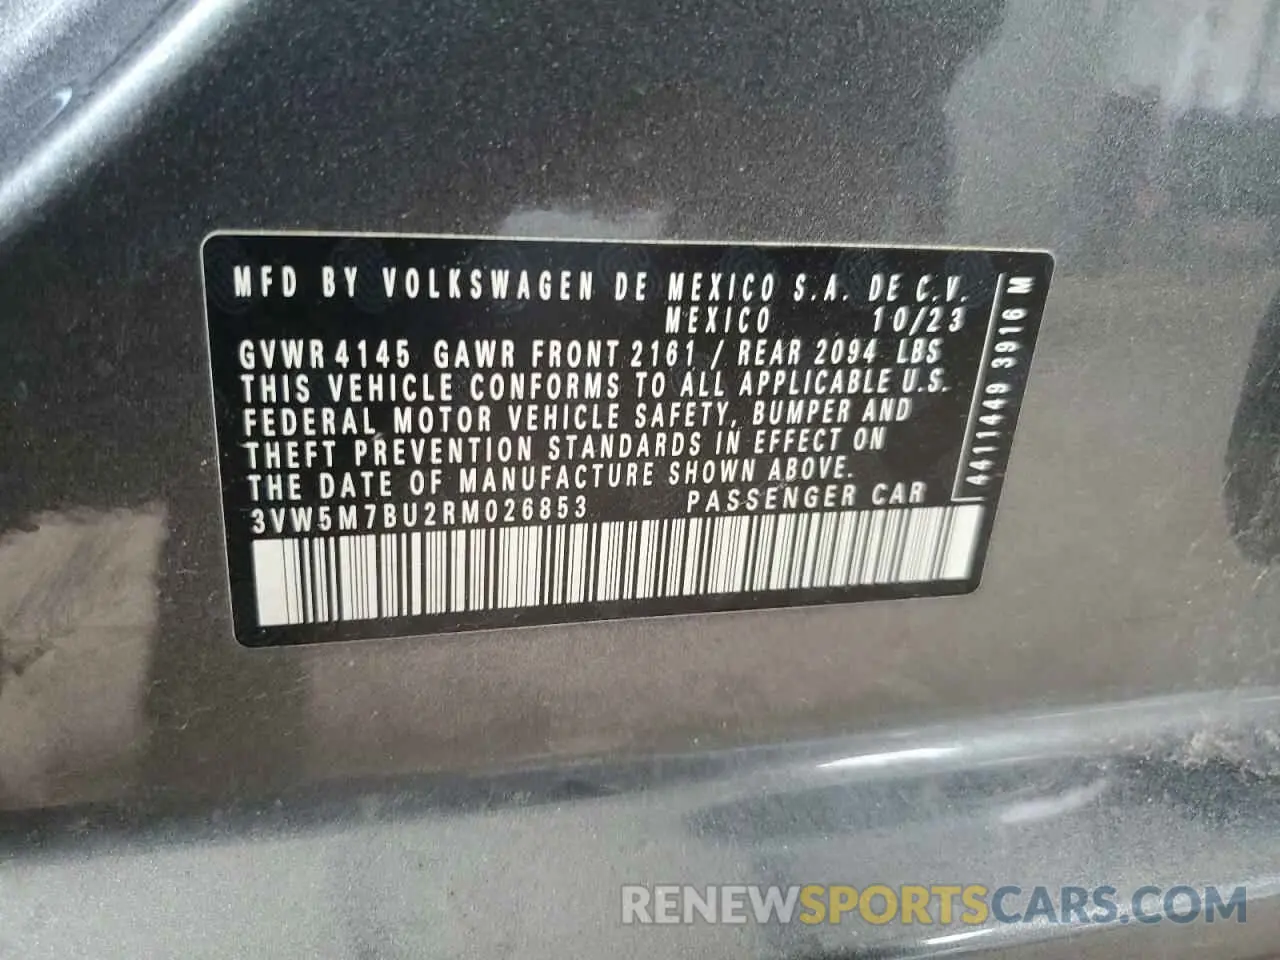 MFD BY VOLKSWAGEN DE MEXICO S.A. DE C.V.
MEXICO 10/23
GVWR 4145 GAWR FRONT 2161 / REAR 2094 LBS
THIS VEHICLE CONFORMS TO ALL APPLICABLE U.S.
FEDERAL MOTOR VEHICLE SAFETY, BUMPER AND
THEFT PREVENTION STANDARDS IN EFFECT ON
THE DATE OF MANUFACTURE SHOWN ABOVE.
3VW5M7BU2RM026853 PASSENGER CAR
4411449 3916 M
RENEWSPORTSCARS.COM